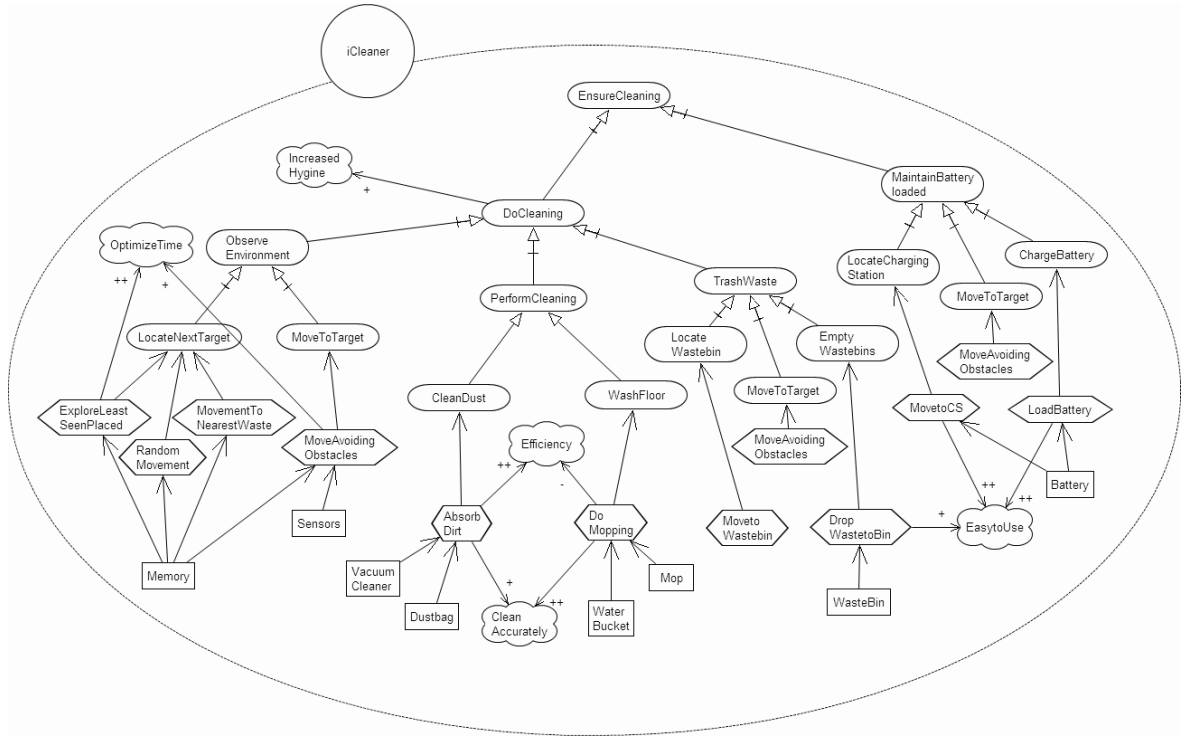 iCleaner
EnsureCleaning
Increased
Hygine
+
MaintainBattery
loaded
DoCleaning
OptimizeTime
Observe
Environment
LocateCharging
Station
ChargeBattery
++
+
TrashWaste
PerformCleaning
MoveToTarget
LocateNextTarget
MoveToTarget
Locate
Wastebin
Empty
Wastebins
MoveAvoiding
Obstacles
CleanDust
WashFloor
MoveToTarget
ExploreLeast
SeenPlaced
MovementTo
NearestWaste
MovetoCS
LoadBattery
Random
Movement
MoveAvoiding
Obstacles
Efficiency
MoveAvoiding
Obstacles
++
-
Battery
++
++
Sensors
Absorb
Dirt
Do
Mopping
Moveto
Wastebin
Drop
WastetoBin
+
EasytoUse
Memory
Vacuum
Cleaner
+
Mop
Dustbag
Clean
Accurately
++
Water
Bucket
WasteBin